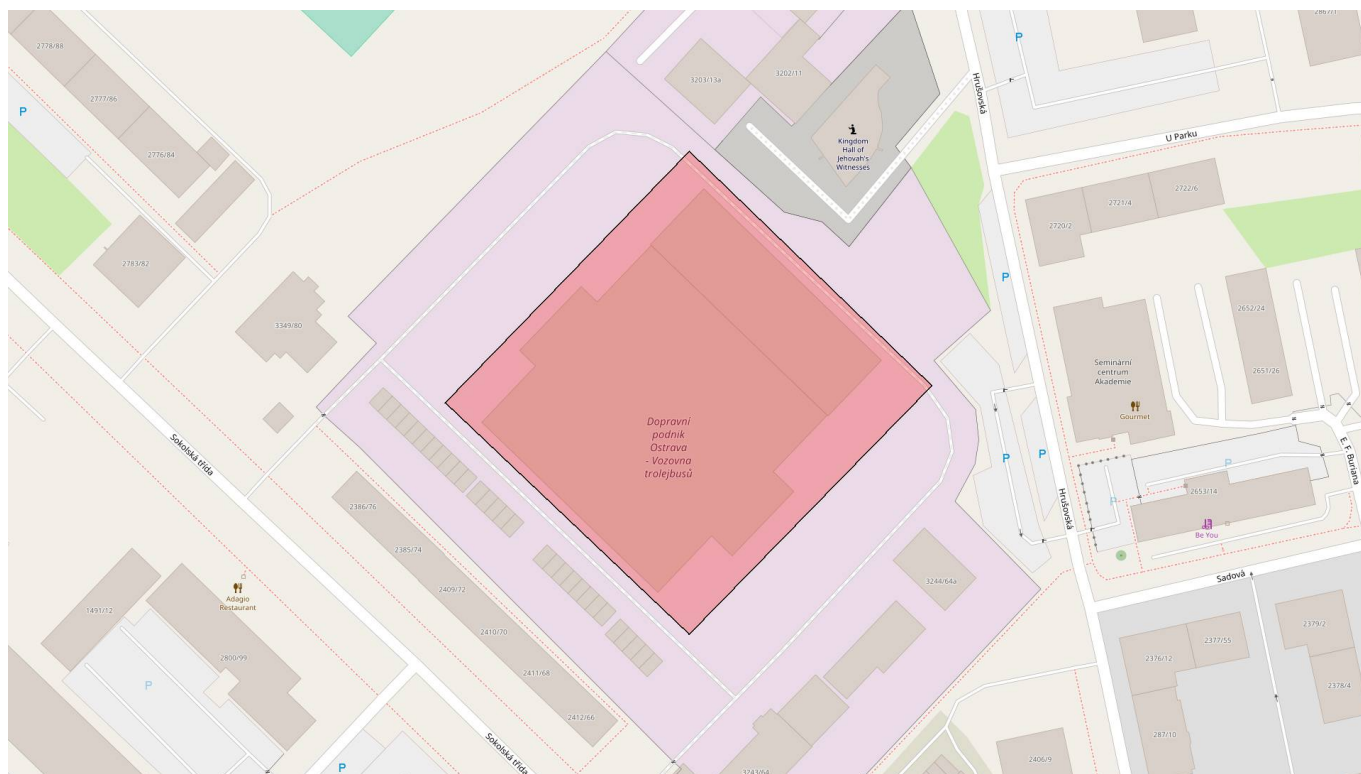 2778/88
2777/86
2776/84
2783/82
3349/80
3203/13a
3202/11
Kingdom
Hall of
Jehovah's
Witnesses
Hrušovská
U Parku
P
P
2720/2
2721/4
2722/6
P
2652/24
2651/26
Seminární
centrum
Akademie
Gourmet
E. F. Buriana
P
P
P
P
Hrušovská
2653/14
Be You
Sadová
Dopravní
podnik
Ostrava
- Vozovna
trolejbusů
Sokolská třída
2386/76
2385/74
2409/72
2410/70
2411/68
2412/66
Adagio
Restaurant
1491/12
2800/99
P
Sokolská třída
P
3244/64a
3243/64
2406/9
2376/12
2377/55
2379/2
2378/4
287/10